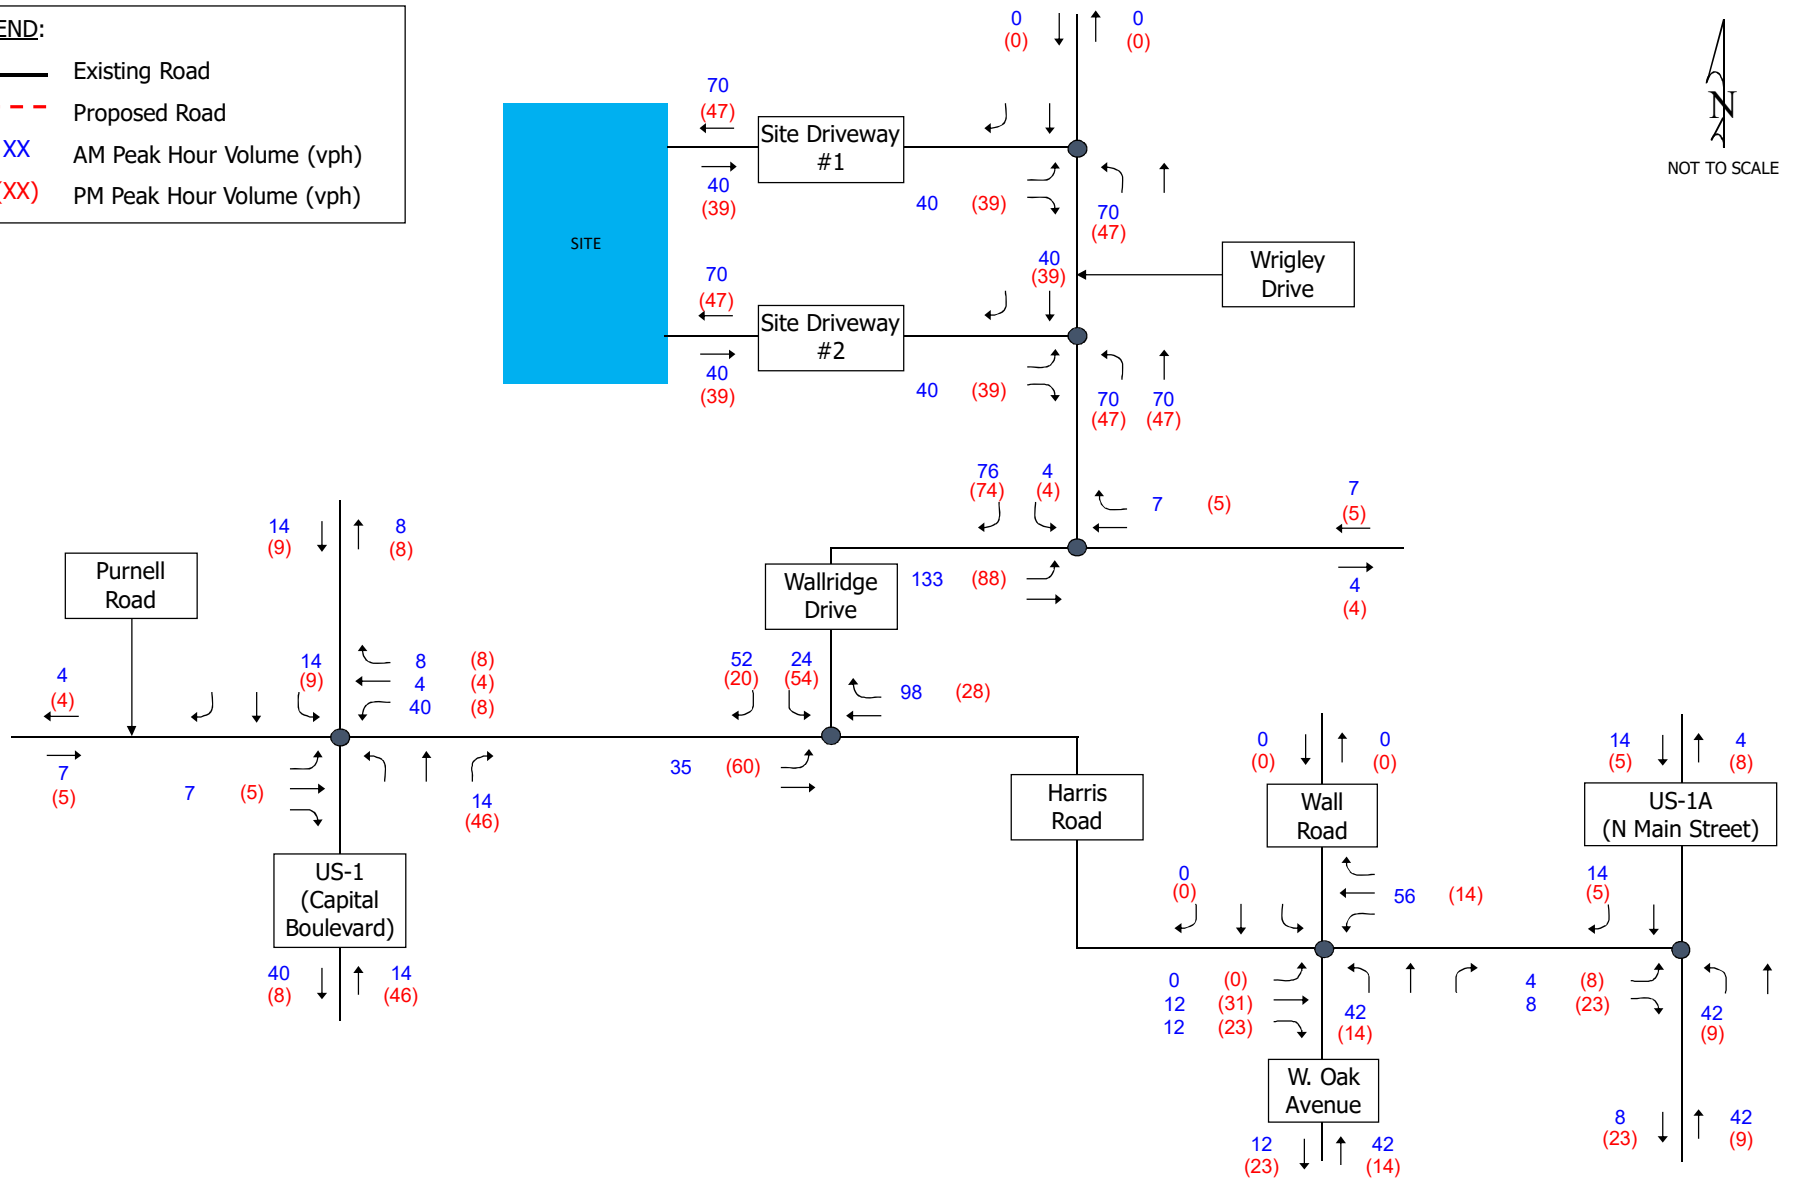 END:
Existing Road
Proposed Road
XX AM Peak Hour Volume (vph)
(XX) PM Peak Hour Volume (vph)
0 0
(0) (0)
N
NOT TO SCALE
70
(47)
Site Driveway
#1
40
(39)
40 (39)
70
(47)
SITE
40
(39)
Wrigley
Drive
70
(47)
Site Driveway
#2
40
(39)
40 (39)
70 70
(47) (47)
76 4
(74) (4)
7 (5)
7
(5)
133 (88)
4
(4)
Wallridge
Drive
14 8
(9) (8)
Purnell
Road
4
(4)
14
(9)
8 (8)
4 (4)
40 (8)
52 24
(20) (54)
98 (28)
7
(5)
7 (5)
14
(46)
35 (60)
US-1
(Capital
Boulevard)
40 14
(8) (46)
Harris
Road
0 0
(0) (0)
Wall
Road
14 4
(5) (8)
US-1A
(N Main Street)
0
(0)
56 (14)
14
(5)
0 (0)
12 (31)
12 (23)
42
(14)
4 (8)
8 (23)
42
(9)
W. Oak
Avenue
12 42
(23) (14)
8 42
(23) (9)